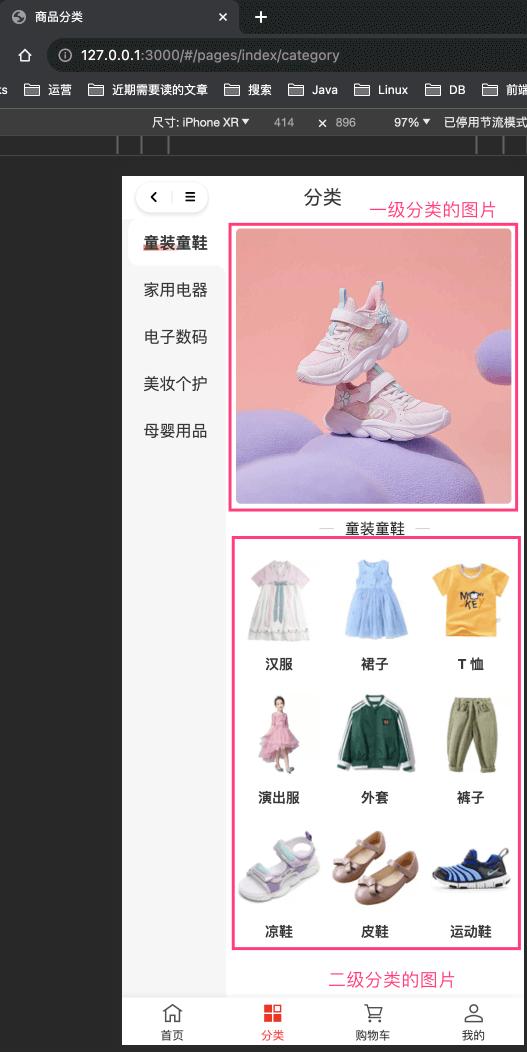 商品分类
127.0.0.1:3000/#/pages/index/category
ks 运营 近期需要读的文章 搜索 Java Linux DB 前端
尺寸: iPhone XR 414 × 896 97% 已停用节流模式
分类
一级分类的图片
童装童鞋
家用电器
电子数码
美妆个护
母婴用品
童装童鞋
汉服 裙子 T 恤
演出服 外套 裤子
凉鞋 皮鞋 运动鞋
二级分类的图片
首页 分类 购物车 我的